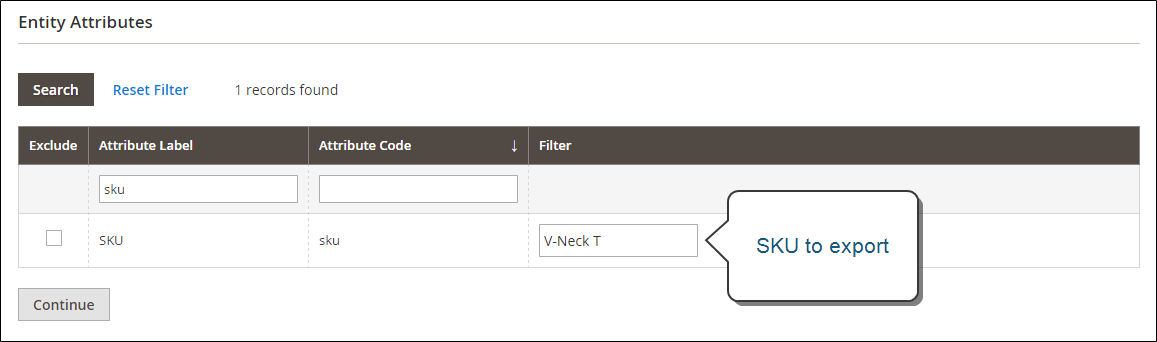 Entity Attributes
Search Reset Filter 1 records found
Exclude Attribute Label Attribute Code ↓ Filter
sku
SKU sku V-Neck T
SKU to export
Continue